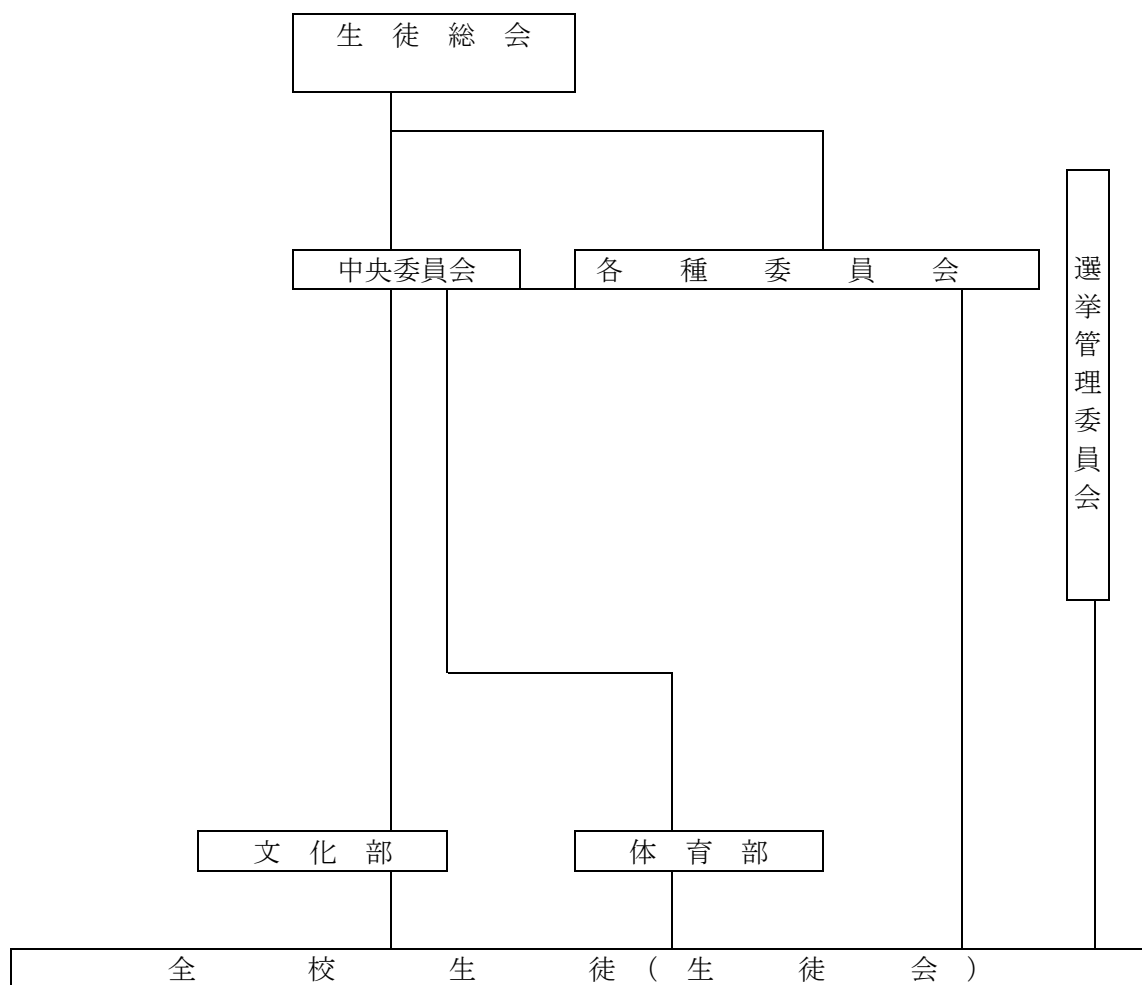 生徒総会
中央委員会
各種委員会
選挙管理委員会
文化部
体育部
全校生徒(生徒会)